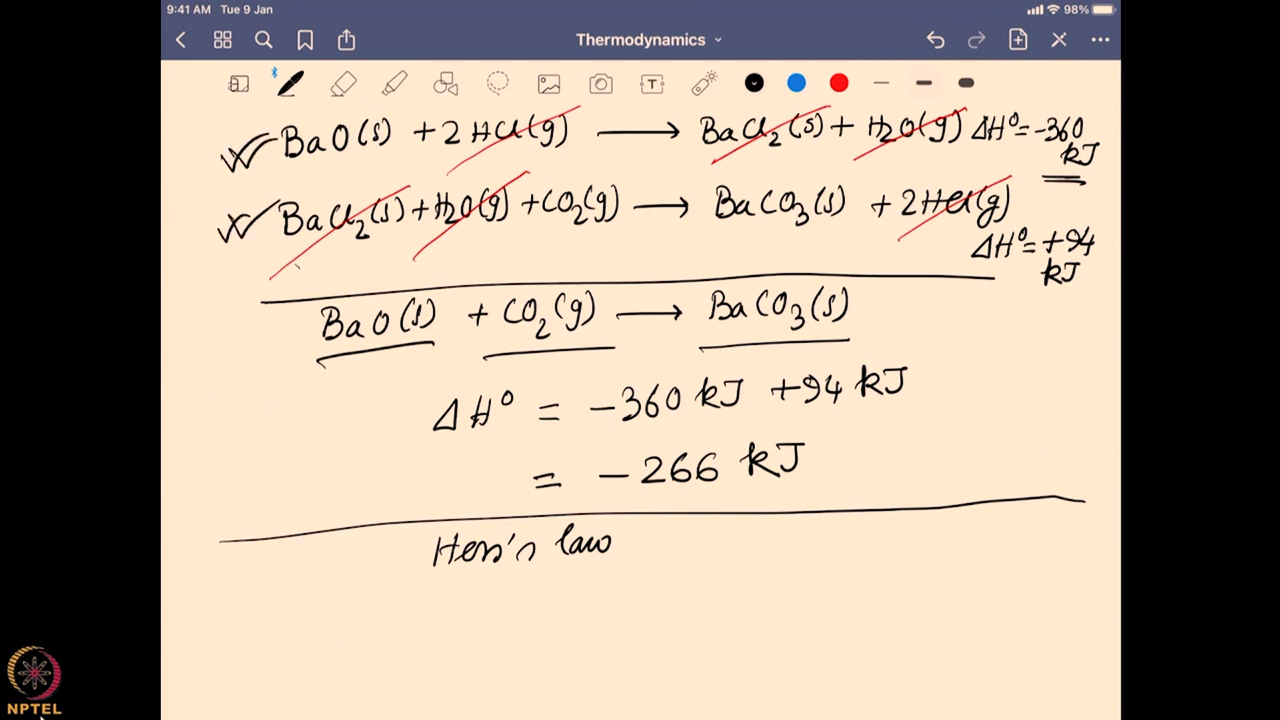 9:41 AM Tue 9 Jan
98%
Thermodynamics
T
BaO(s) + 2HCl(g) ⟶ BaCl₂(s) + H₂O(g) ΔH° = -360 kJ
BaCl₂(s) + H₂O(g) + CO₂(g) ⟶ BaCO₃(s) + 2HCl(g)
ΔH° = +94 kJ
BaO(s) + CO₂(g) ⟶ BaCO₃(s)
ΔH° = -360 kJ +94 kJ
= -266 kJ
Hess's law
NPTEL